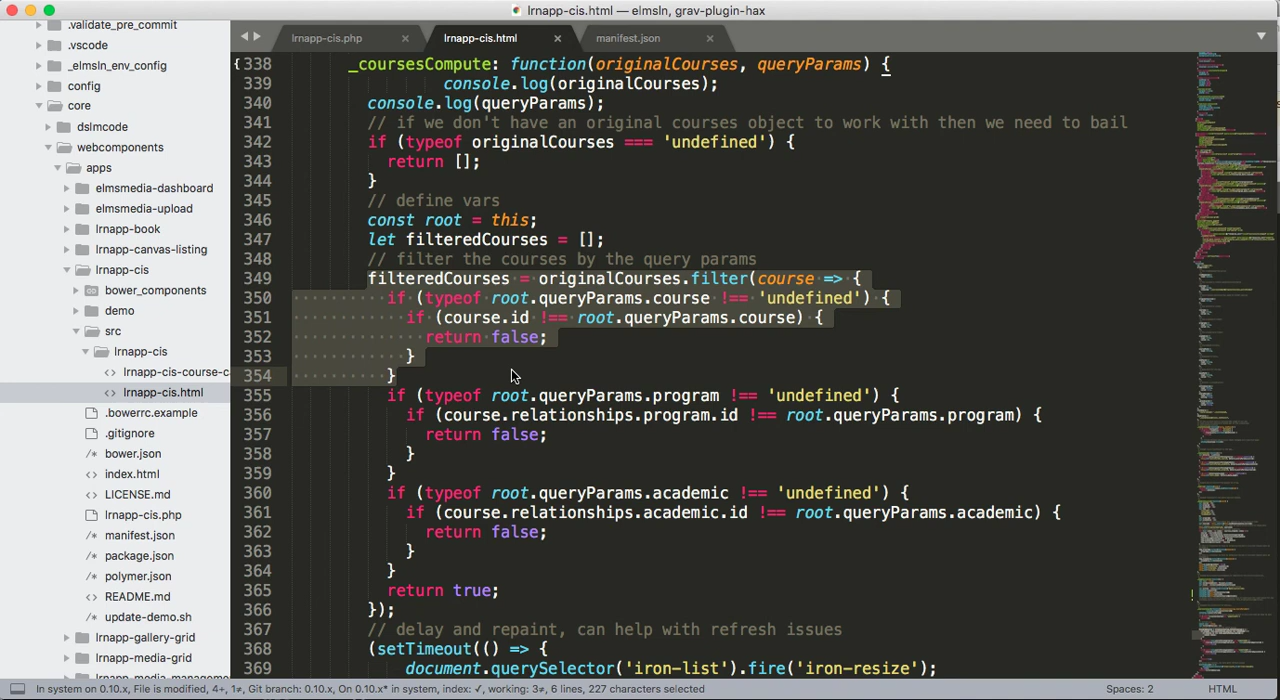 lrnapp-cis.html — elmsln, grav-plugin-hax
.validate_pre_commit
.vscode
_elmsln_env_config
config
core
dslmcode
webcomponents
apps
elmsmedia-dashboard
elmsmedia-upload
lrnapp-book
lrnapp-canvas-listing
lrnapp-cis
bower_components
demo
src
lrnapp-cis
<> lrnapp-cis-course-c
<> lrnapp-cis.html
.bowerrc.example
.gitignore
/* bower.json
<> index.html
<> LICENSE.md
lrnapp-cis.php
/* manifest.json
/* package.json
/* polymer.json
<> README.md
/* update-demo.sh
lrnapp-gallery-grid
lrnapp-media-grid
lrnapp-cis.php × lrnapp-cis.html × manifest.json ×
{338 _coursesCompute: function(originalCourses, queryParams) {
339 console.log(originalCourses);
340 console.log(queryParams);
341 // if we don't have an original courses object to work with then we need to bail
342 if (typeof originalCourses === 'undefined') {
343 return [];
344 }
345 // define vars
346 const root = this;
347 let filteredCourses = [];
348 // filter the courses by the query params
349 filteredCourses = originalCourses.filter(course => {
350 if (typeof root.queryParams.course !== 'undefined') {
351 if (course.id !== root.queryParams.course) {
352 return false;
353 }
354 }
355 if (typeof root.queryParams.program !== 'undefined') {
356 if (course.relationships.program.id !== root.queryParams.program) {
357 return false;
358 }
359 }
360 if (typeof root.queryParams.academic !== 'undefined') {
361 if (course.relationships.academic.id !== root.queryParams.academic) {
362 return false;
363 }
364 }
365 return true;
366 });
367 // delay and repaint, can help with refresh issues
368 (setTimeout(() => {
369 document.querySelector('iron-list').fire('iron-resize');
In system on 0.10.x, File is modified, 4+, 1≠, Git branch: 0.10.x, On 0.10.x* in system, index: ✓, working: 3≠, 6 lines, 227 characters selected
Spaces: 2
HTML